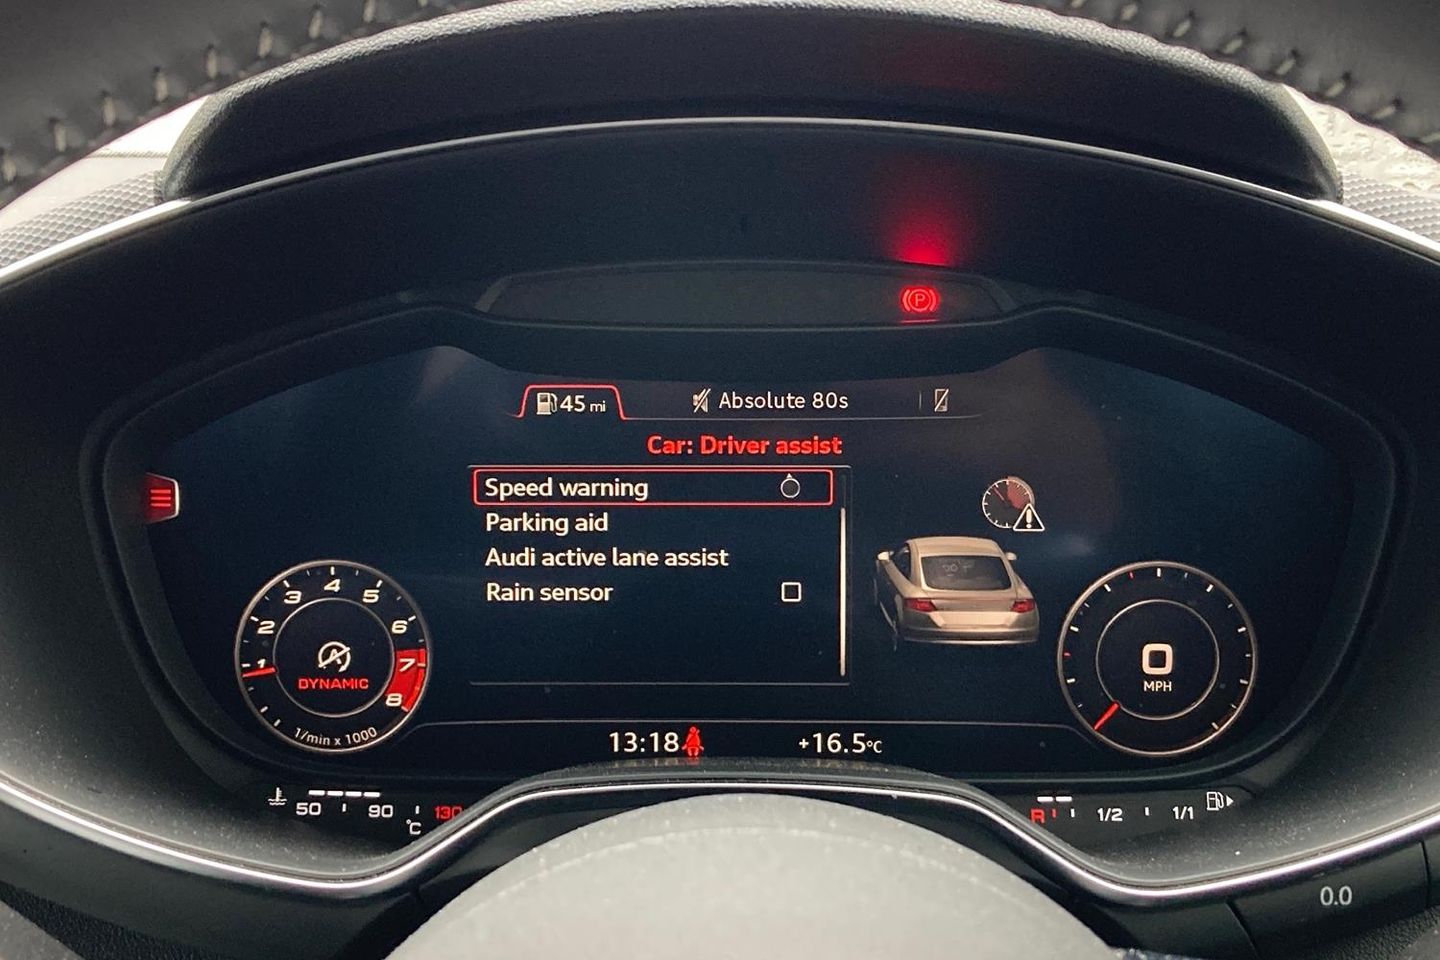 P
45 mi
Absolute 80s
Car: Driver assist
Speed warning
Parking aid
Audi active lane assist
Rain sensor
1
2
3
4
5
6
7
8
A
DYNAMIC
1/min x 1000
0
MPH
13:18
+16.5°C
50 90 130
°C
R 1/2 1/1
0.0